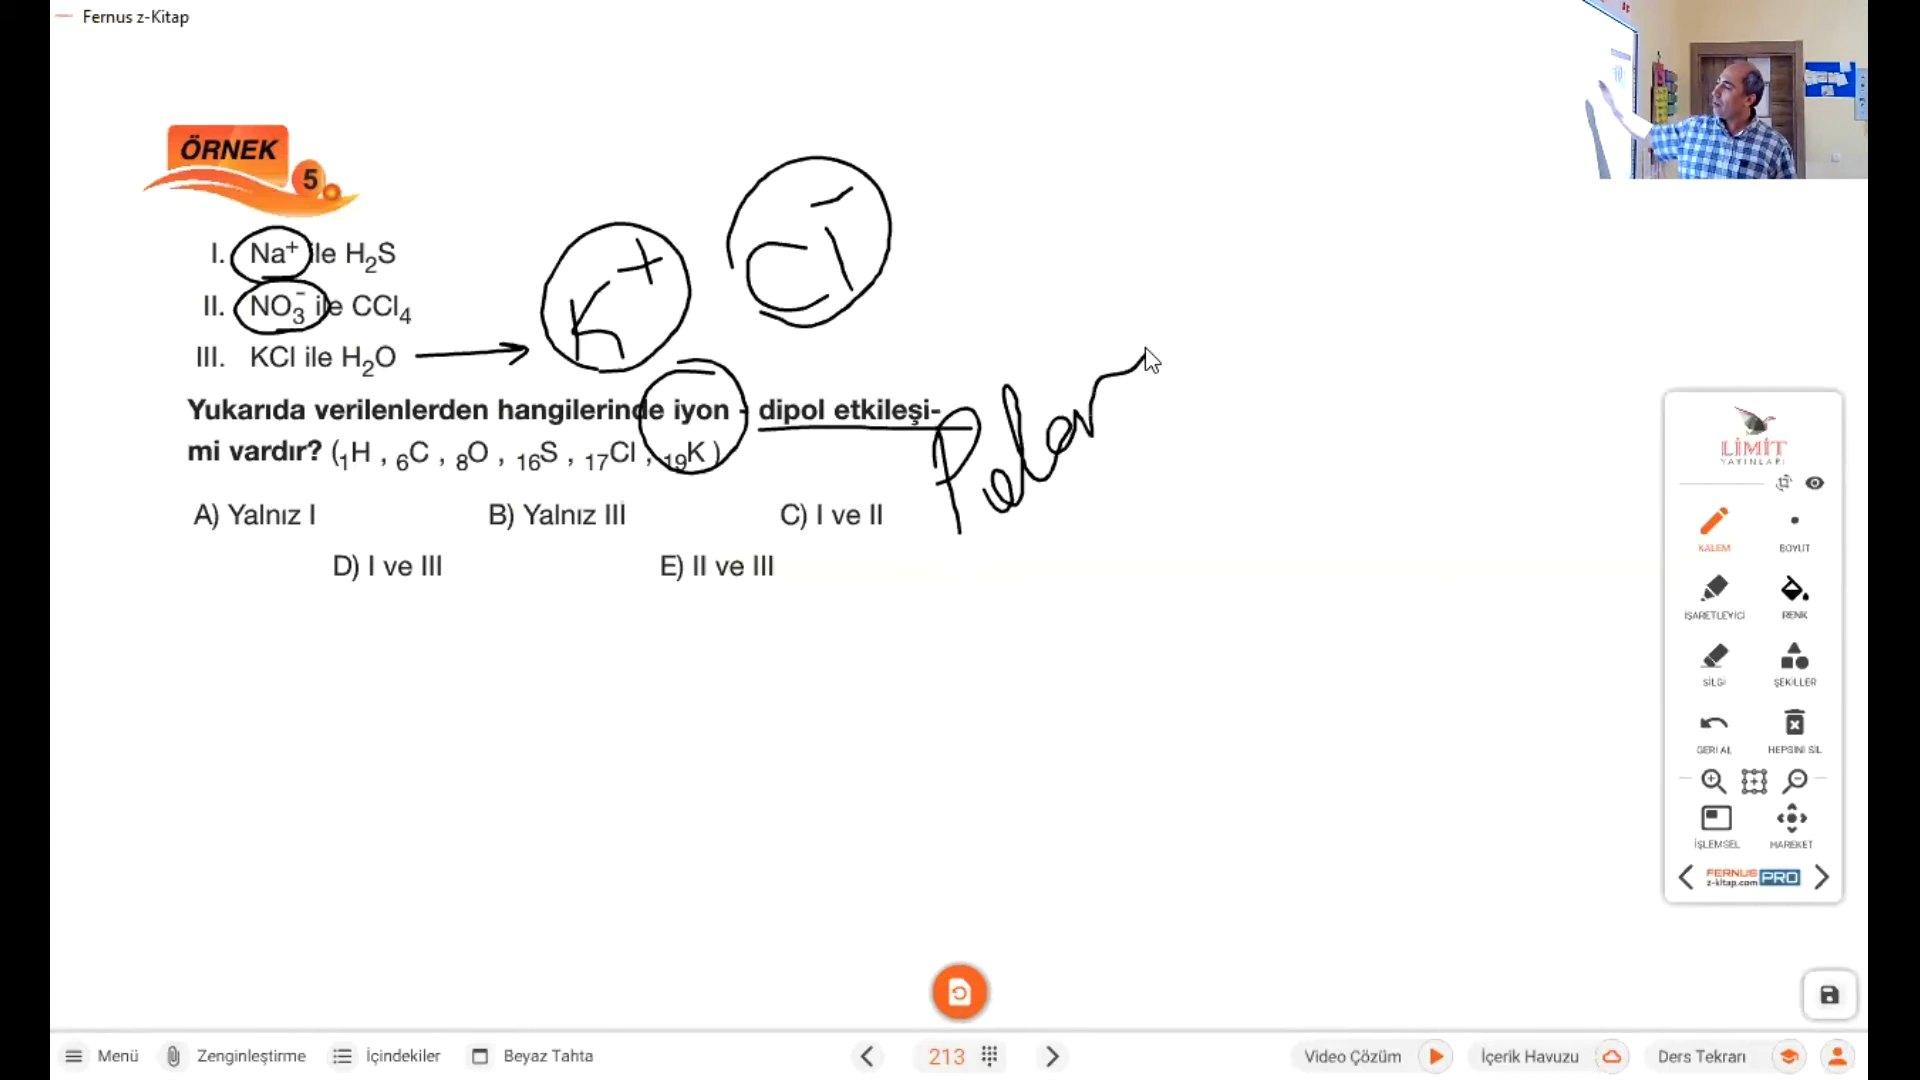 Fernus z-Kitap
ÖRNEK
5
I. Na⁺ ile H₂S
II. NO₃⁻ ile CCl₄
III. KCl ile H₂O
K⁺
Cl⁻
Yukarıda verilenlerden hangilerinde iyon - dipol etkileşi-
mi vardır? (₁H , ₆C , ₈O , ₁₆S , ₁₇Cl , ₁₉K )
Polar
A) Yalnız I B) Yalnız III C) I ve II
D) I ve III E) II ve III
LİMİT
YAYINLARI
KALEM BOYUT
İŞARETLEYİCİ RENK
SİLGİ ŞEKİLLER
GERİ AL HEPSİNİ SİL
İŞLEMSEL HAREKET
FERNUS PRO
z-kitap.com
Menü Zenginleştirme İçindekiler Beyaz Tahta 213 Video Çözüm İçerik Havuzu Ders Tekrarı